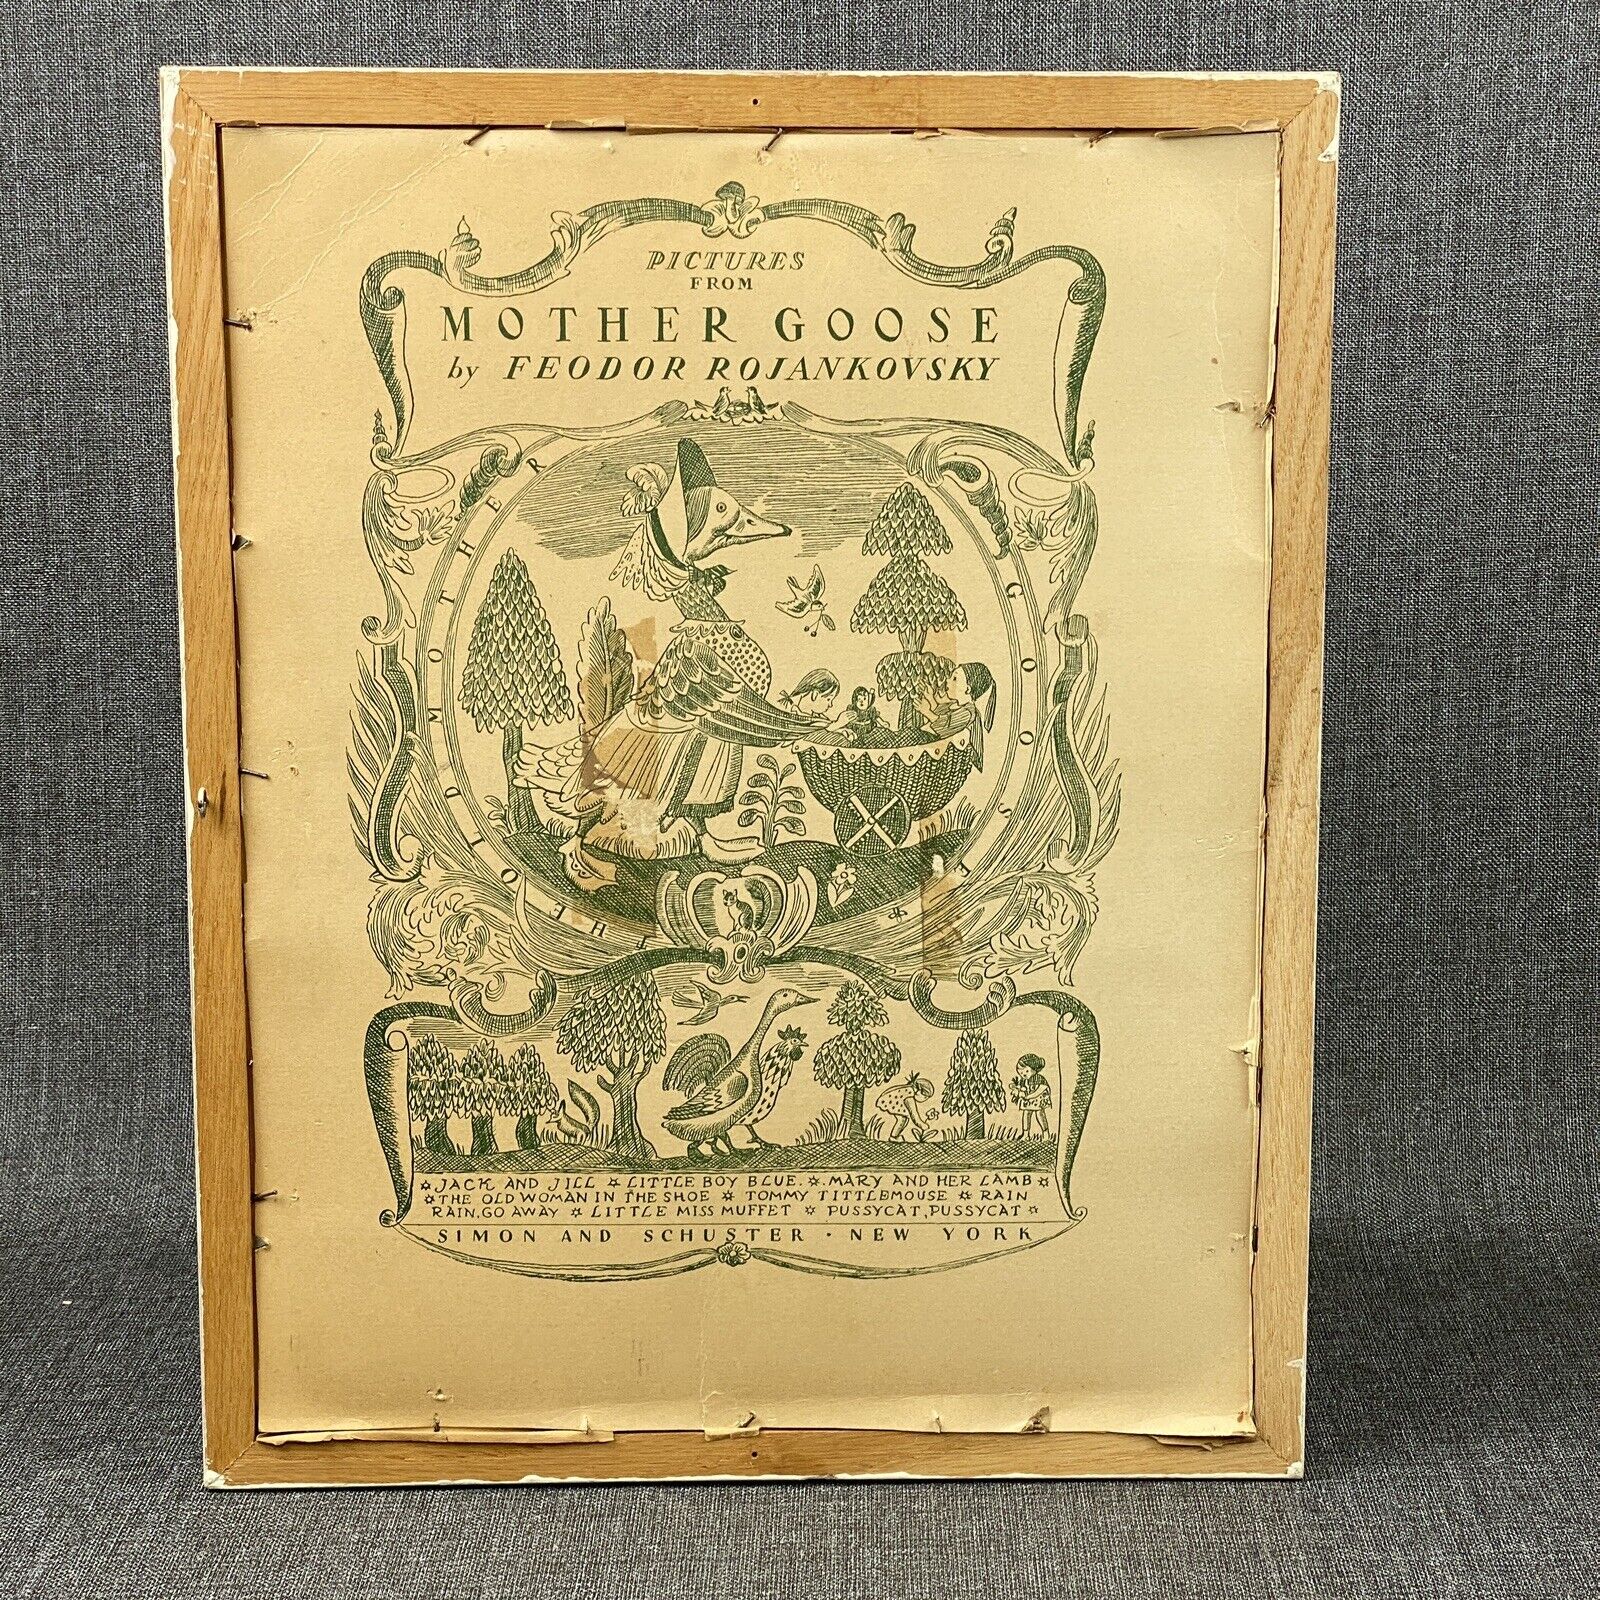 PICTURES
FROM
MOTHER GOOSE
by FEODOR ROJANKOVSKY
THE OLD MOTHER GOOSE
☆ JACK AND JILL ☆ LITTLE BOY BLUE. ☆ MARY AND HER LAMB ☆
☆ THE OLD WOMAN IN THE SHOE ☆ TOMMY TITTLEMOUSE ☆ RAIN
RAIN, GO AWAY ☆ LITTLE MISS MUFFET ☆ PUSSYCAT, PUSSYCAT ☆
SIMON AND SCHUSTER · NEW YORK